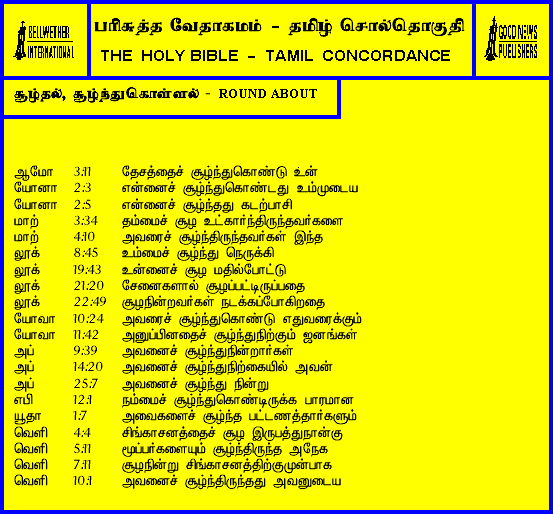 BELLWETHER
INTERNATIONAL
பரிசுத்த வேதாகமம் - தமிழ் சொல்தொகுதி
THE HOLY BIBLE - TAMIL CONCORDANCE
GOOD NEWS
PUBLISHERS
சூழ்தல், சூழ்ந்துகொள்ளல் - ROUND ABOUT
ஆமோ 3:11 தேசத்தைச் சூழ்ந்துகொண்டு உன்
யோனா 2:3 என்னைச் சூழ்ந்துகொண்டது உம்முடைய
யோனா 2:5 என்னைச் சூழ்ந்தது கடற்பாசி
மாற் 3:34 தம்மைச் சூழ உட்கார்ந்திருந்தவர்களை
மாற் 4:10 அவரைச் சூழ்ந்திருந்தவர்கள் இந்த
லூக் 8:45 உம்மைச் சூழ்ந்து நெருக்கி
லூக் 19:43 உன்னைச் சூழ மதில்போட்டு
லூக் 21:20 சேனைகளால் சூழப்பட்டிருப்பதை
லூக் 22:49 சூழநின்றவர்கள் நடக்கப்போகிறதை
யோவா 10:24 அவரைச் சூழ்ந்துகொண்டு எதுவரைக்கும்
யோவா 11:42 அனுப்பினதைச் சூழ்ந்துநிற்கும் ஜனங்கள்
அப் 9:39 அவனைச் சூழ்ந்துநின்றார்கள்
அப் 14:20 அவனைச் சூழ்ந்துநிற்கையில் அவன்
அப் 25:7 அவனைச் சூழ்ந்து நின்று
எபி 12:1 நம்மைச் சூழ்ந்துகொண்டிருக்க பாரமான
யூதா 1:7 அவைகளைச் சூழ்ந்த பட்டணத்தார்களும்
வெளி 4:4 சிங்காசனத்தைச் சூழ இருபத்துநான்கு
வெளி 5:11 மூப்பர்களையும் சூழ்ந்திருந்த அநேக
வெளி 7:11 சூழநின்று சிங்காசனத்திற்குமுன்பாக
வெளி 10:1 அவனைச் சூழ்ந்திருந்தது அவனுடைய